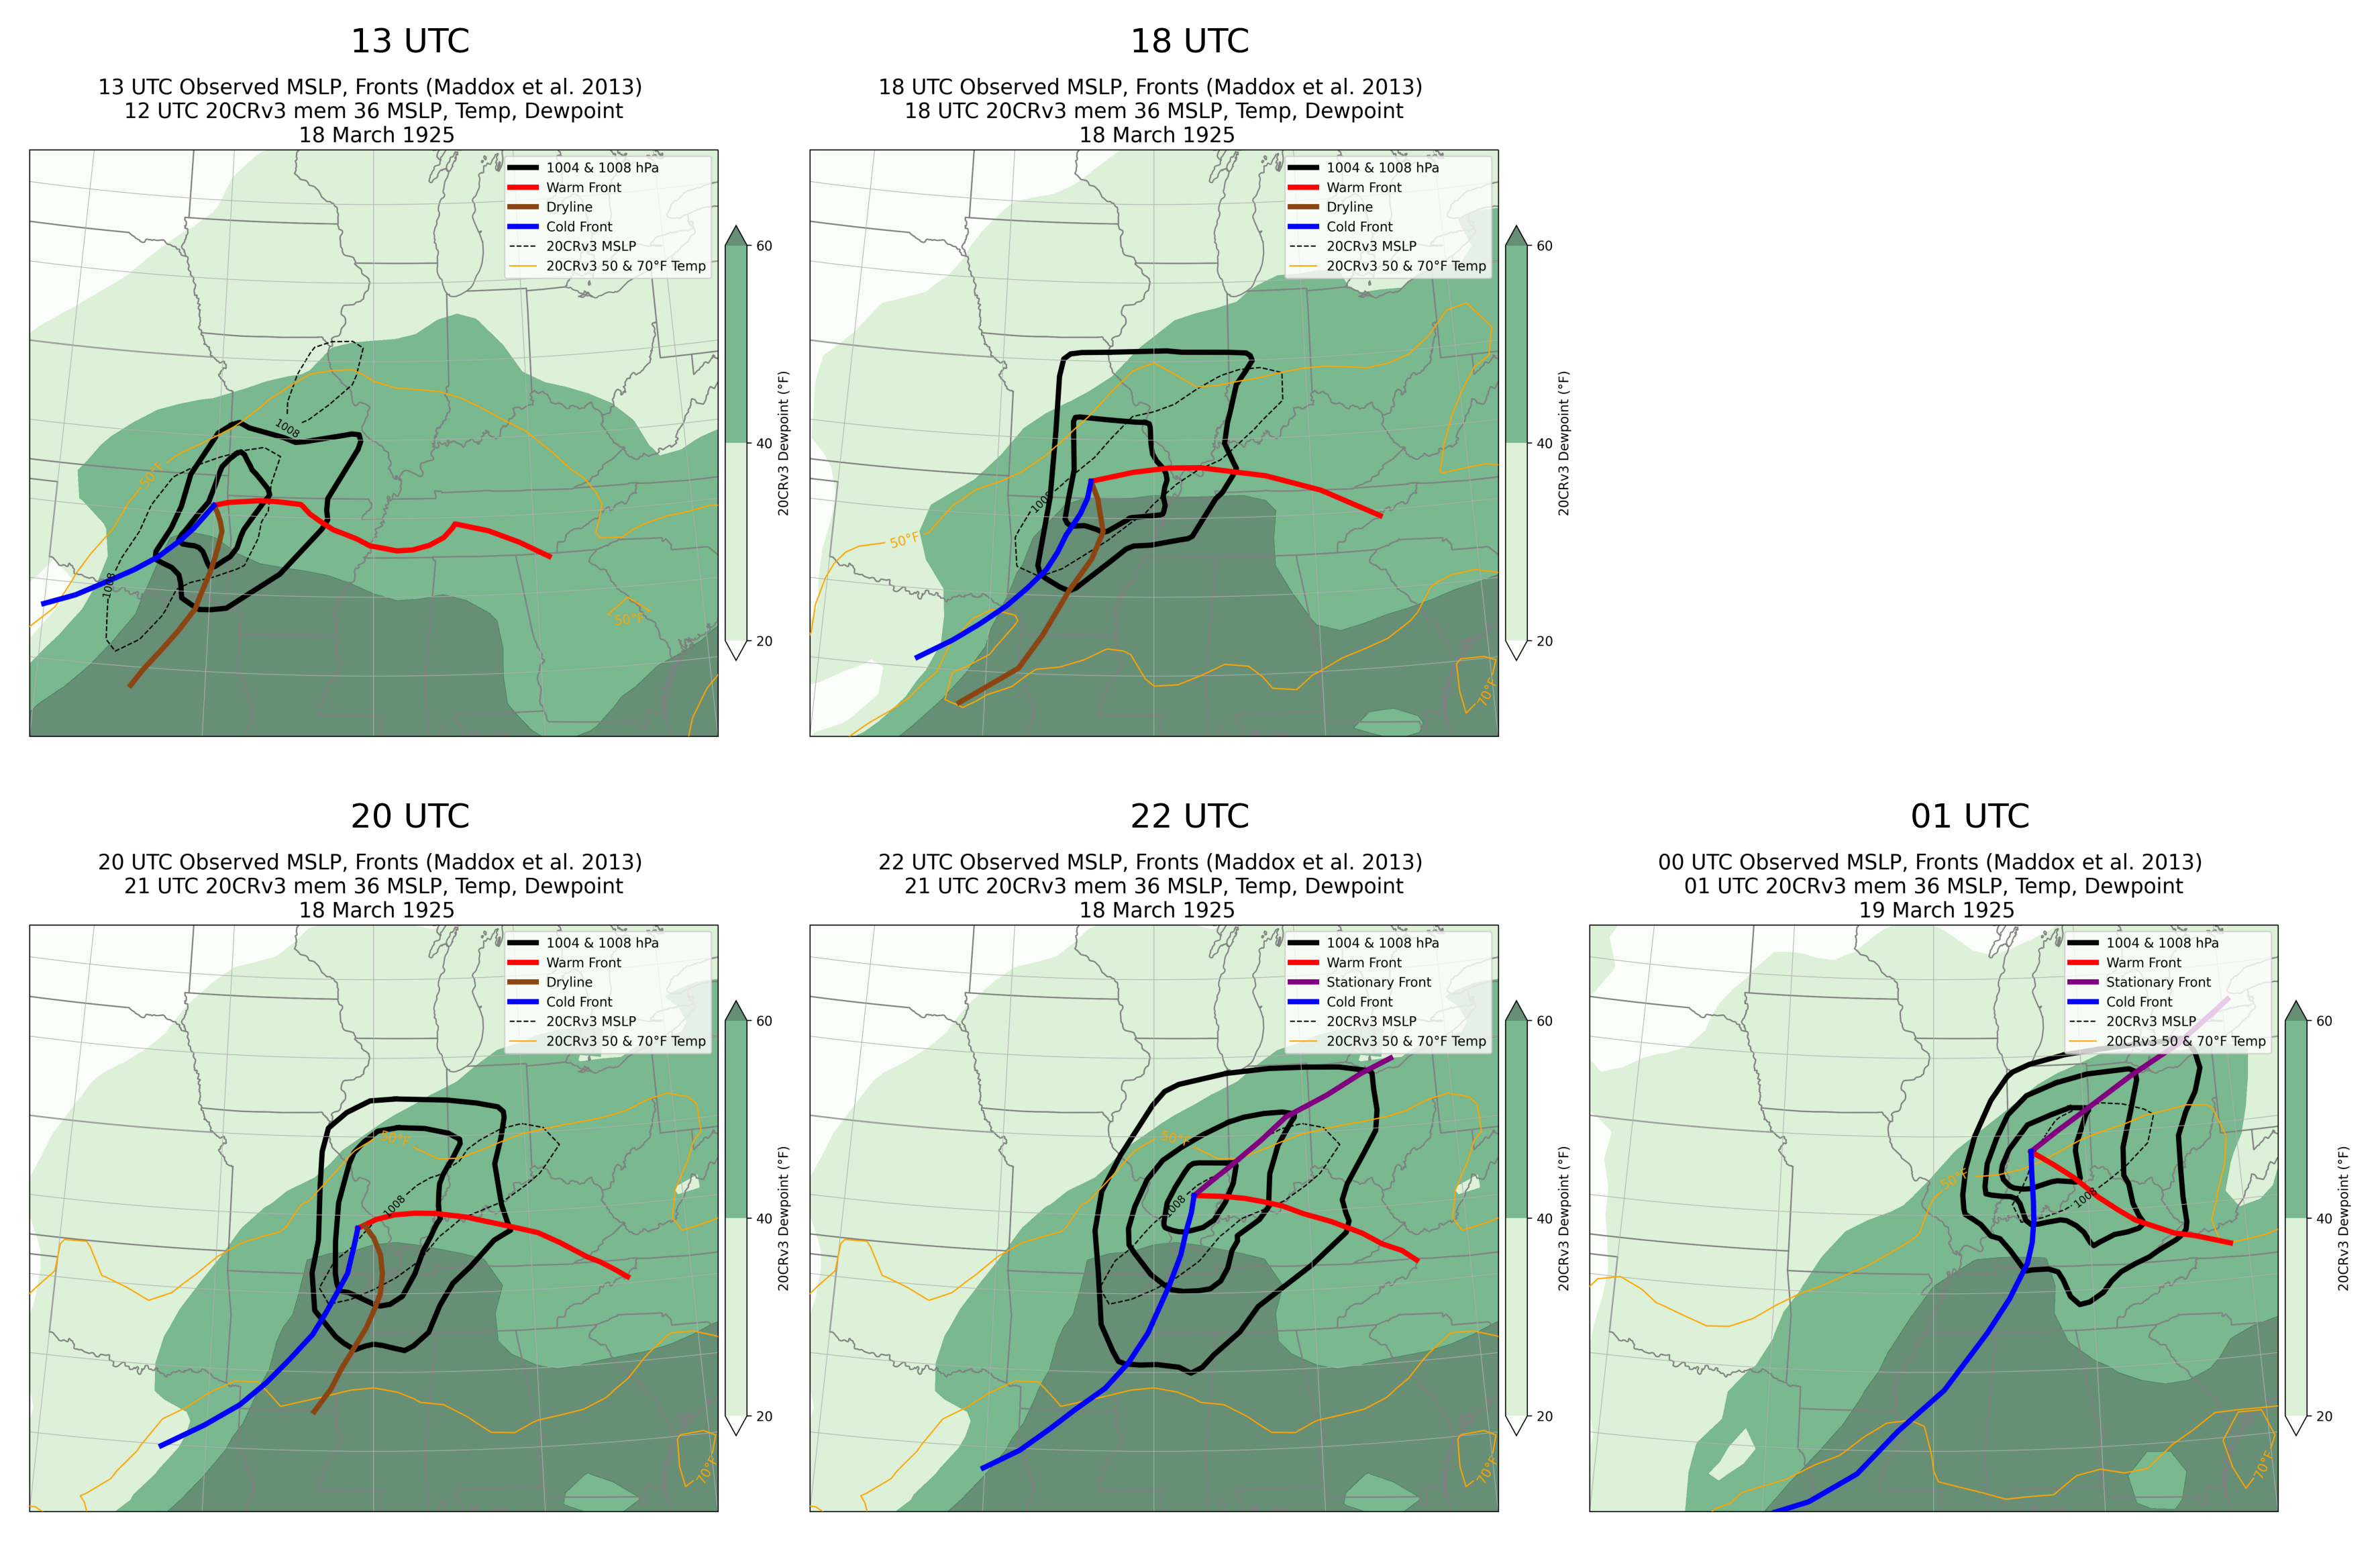 13 UTC
13 UTC Observed MSLP, Fronts (Maddox et al. 2013)
12 UTC 20CRv3 mem 36 MSLP, Temp, Dewpoint
18 March 1925
1004 & 1008 hPa
Warm Front
Dryline
Cold Front
20CRv3 MSLP
20CRv3 50 & 70°F Temp
1008
1008
50°F
50°F
60
40
20
20CRv3 Dewpoint (°F)
18 UTC
18 UTC Observed MSLP, Fronts (Maddox et al. 2013)
18 UTC 20CRv3 mem 36 MSLP, Temp, Dewpoint
18 March 1925
1004 & 1008 hPa
Warm Front
Dryline
Cold Front
20CRv3 MSLP
20CRv3 50 & 70°F Temp
1008
50°F
70°F
60
40
20
20CRv3 Dewpoint (°F)
20 UTC
20 UTC Observed MSLP, Fronts (Maddox et al. 2013)
21 UTC 20CRv3 mem 36 MSLP, Temp, Dewpoint
18 March 1925
1004 & 1008 hPa
Warm Front
Dryline
Cold Front
20CRv3 MSLP
20CRv3 50 & 70°F Temp
50°F
1008
70°F
60
40
20
20CRv3 Dewpoint (°F)
22 UTC
22 UTC Observed MSLP, Fronts (Maddox et al. 2013)
21 UTC 20CRv3 mem 36 MSLP, Temp, Dewpoint
18 March 1925
1004 & 1008 hPa
Warm Front
Stationary Front
Cold Front
20CRv3 MSLP
20CRv3 50 & 70°F Temp
50°F
1008
70°F
60
40
20
20CRv3 Dewpoint (°F)
01 UTC
00 UTC Observed MSLP, Fronts (Maddox et al. 2013)
01 UTC 20CRv3 mem 36 MSLP, Temp, Dewpoint
19 March 1925
1004 & 1008 hPa
Warm Front
Stationary Front
Cold Front
20CRv3 MSLP
20CRv3 50 & 70°F Temp
50°F
1008
70°F
60
40
20
20CRv3 Dewpoint (°F)